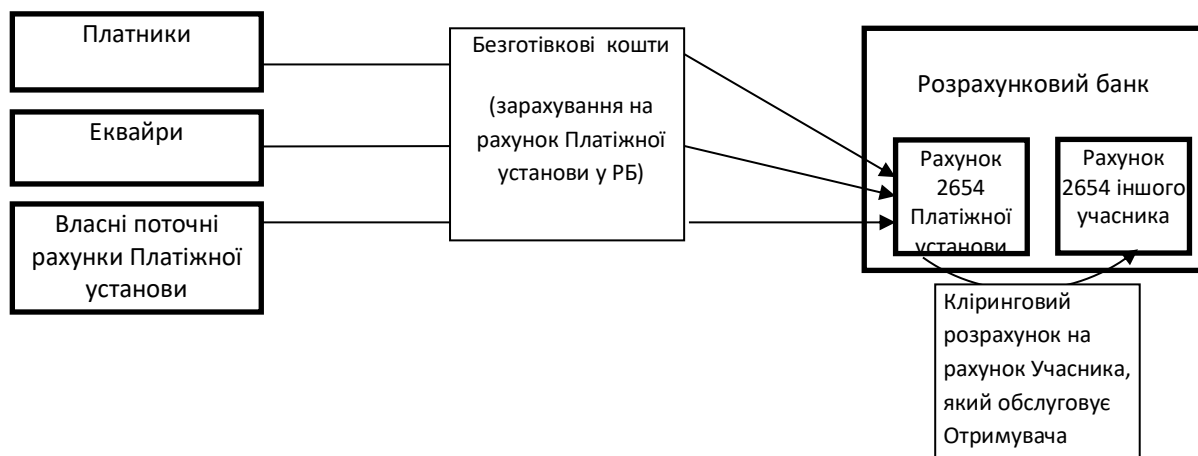 Платники
Еквайри
Власні поточні
рахунки Платіжної
установи
Безготівкові кошти
(зарахування на
рахунок Платіжної
установи у РБ)
Розрахунковий банк
Рахунок
2654
Платіжної
установи
Рахунок
2654 іншого
учасника
Кліринговий
розрахунок на
рахунок Учасника,
який обслуговує
Отримувача